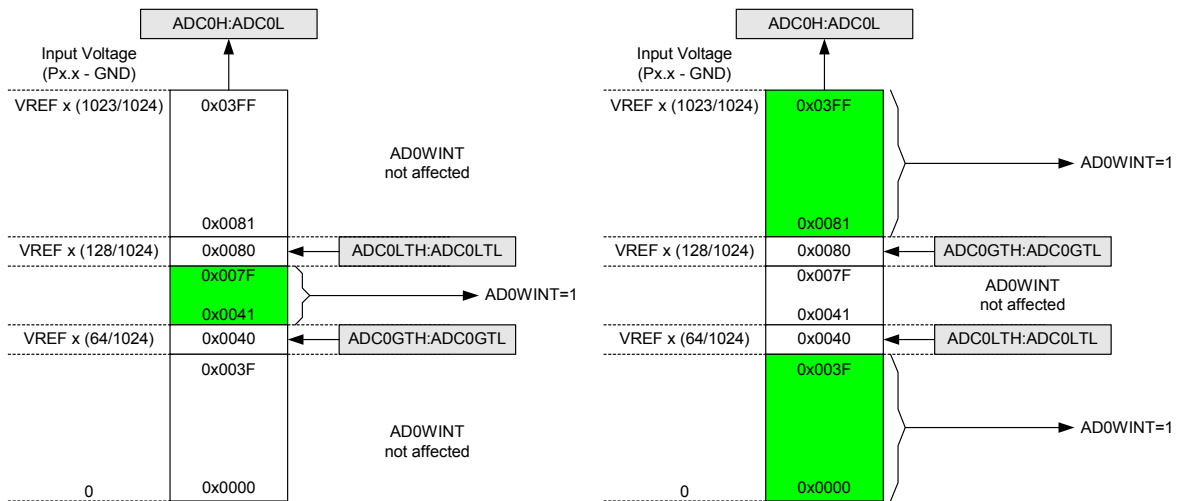 ADC0H:ADC0L
Input Voltage
(Px.x - GND)
VREF x (1023/1024)
0x03FF
AD0WINT
not affected
0x0081
VREF x (128/1024)
0x0080
ADC0LTH:ADC0LTL
0x007F
AD0WINT=1
0x0041
VREF x (64/1024)
0x0040
ADC0GTH:ADC0GTL
0x003F
AD0WINT
not affected
0
0x0000
ADC0H:ADC0L
Input Voltage
(Px.x - GND)
VREF x (1023/1024)
0x03FF
AD0WINT=1
0x0081
VREF x (128/1024)
0x0080
ADC0GTH:ADC0GTL
0x007F
AD0WINT
not affected
0x0041
VREF x (64/1024)
0x0040
ADC0LTH:ADC0LTL
0x003F
AD0WINT=1
0
0x0000